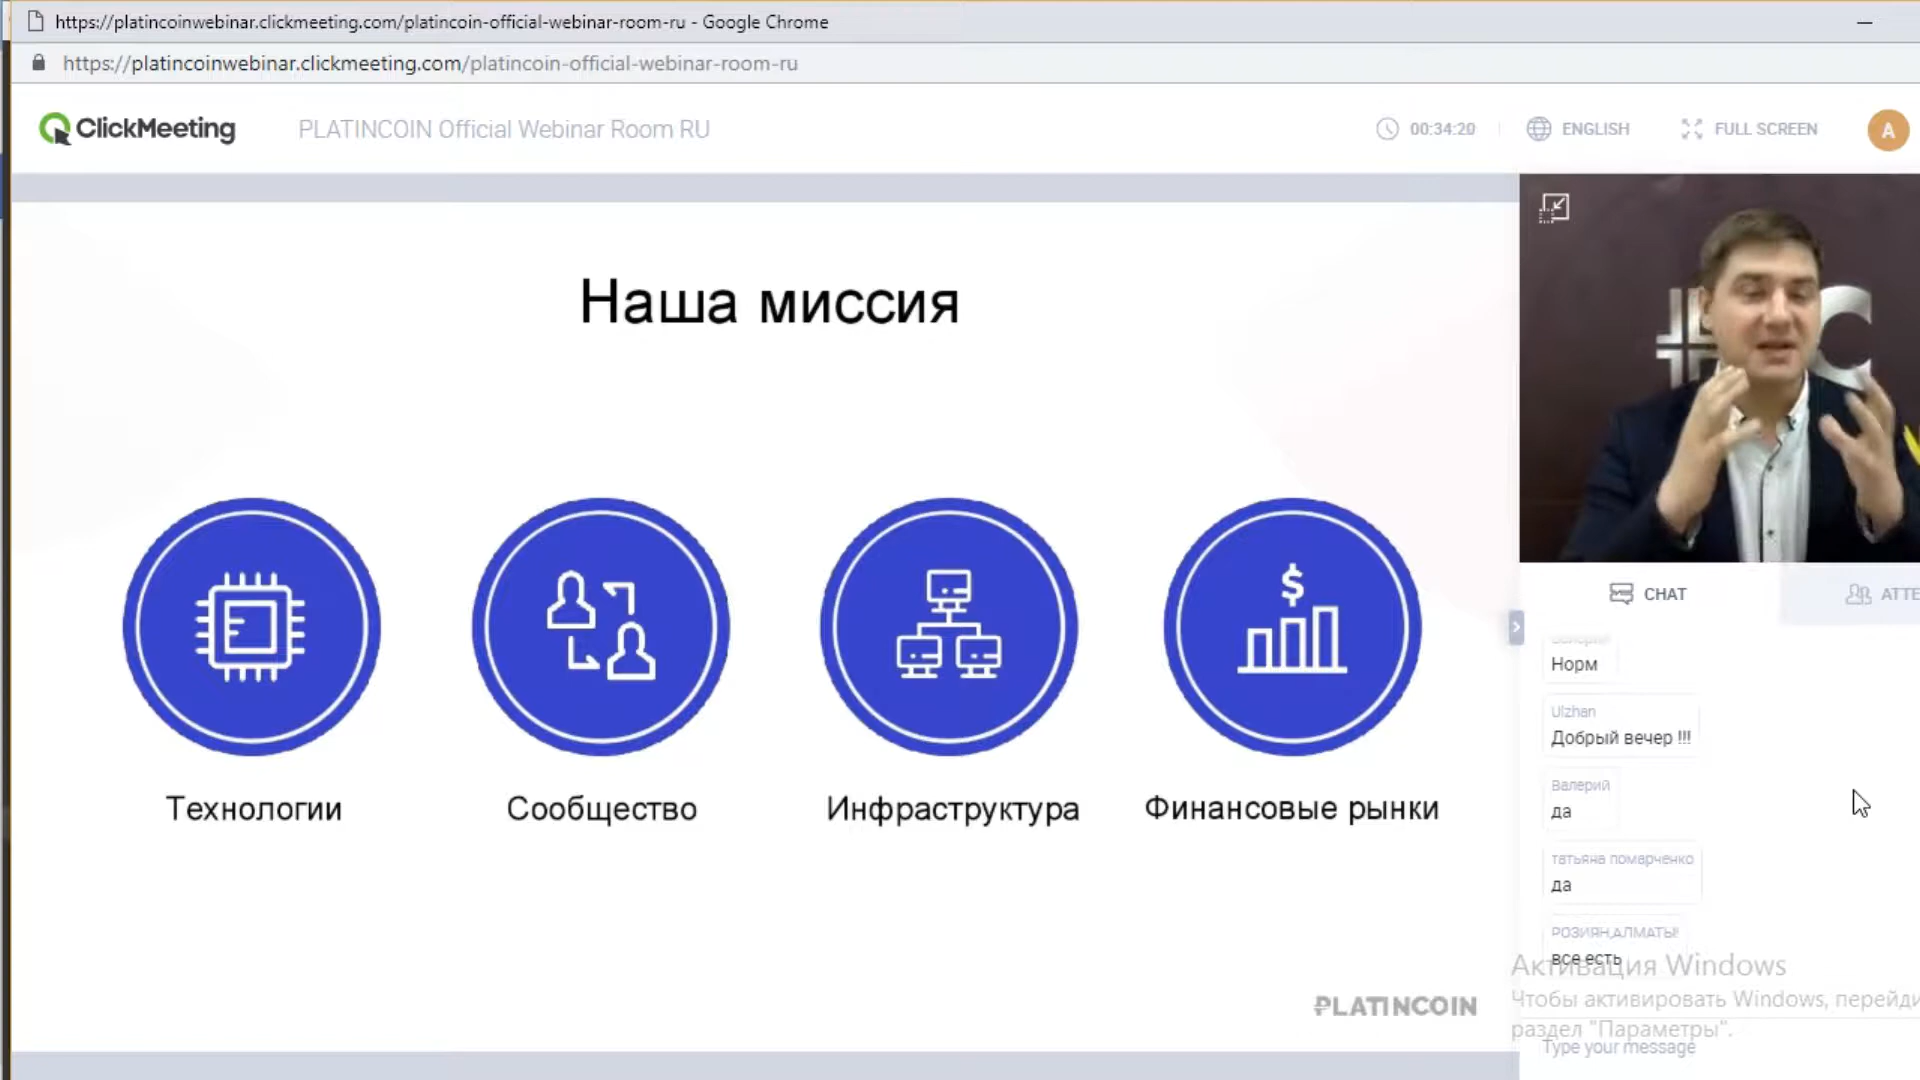 https://platincoinwebinar.clickmeeting.com/platincoin-official-webinar-room-ru - Google Chrome
https://platincoinwebinar.clickmeeting.com/platincoin-official-webinar-room-ru
ClickMeeting
PLATINCOIN Official Webinar Room RU
00:34:20
ENGLISH
FULL SCREEN
A
Наша миссия
$
Технологии
Сообщество
Инфраструктура
Финансовые рынки
PLATINCOIN
C
CHAT
ATTE
Норм
Ulzhan
Добрый вечер !!!
Валерий
да
татьяна помарченко
да
РОЗИЯН,АЛМАТЫ!
все есть
Активация Windows
Чтобы активировать Windows, перейди
раздел "Параметры".
Type your message